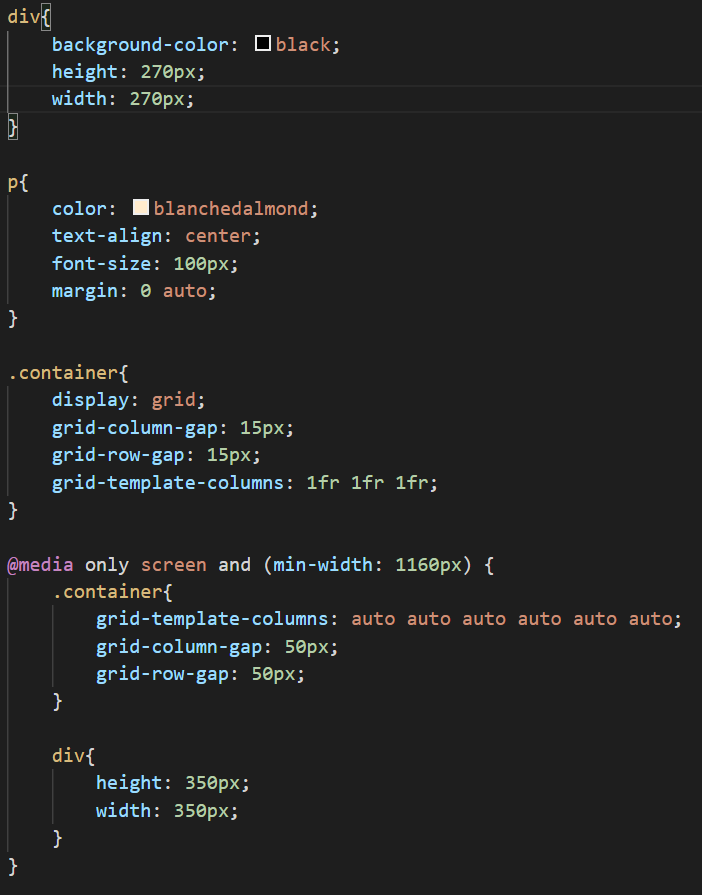 div{
    background-color: black;
    height: 270px;
    width: 270px;
}

p{
    color: blanchedalmond;
    text-align: center;
    font-size: 100px;
    margin: 0 auto;
}

.container{
    display: grid;
    grid-column-gap: 15px;
    grid-row-gap: 15px;
    grid-template-columns: 1fr 1fr 1fr;
}

@media only screen and (min-width: 1160px) {
    .container{
        grid-template-columns: auto auto auto auto auto auto;
        grid-column-gap: 50px;
        grid-row-gap: 50px;
    }

    div{
        height: 350px;
        width: 350px;
    }
}